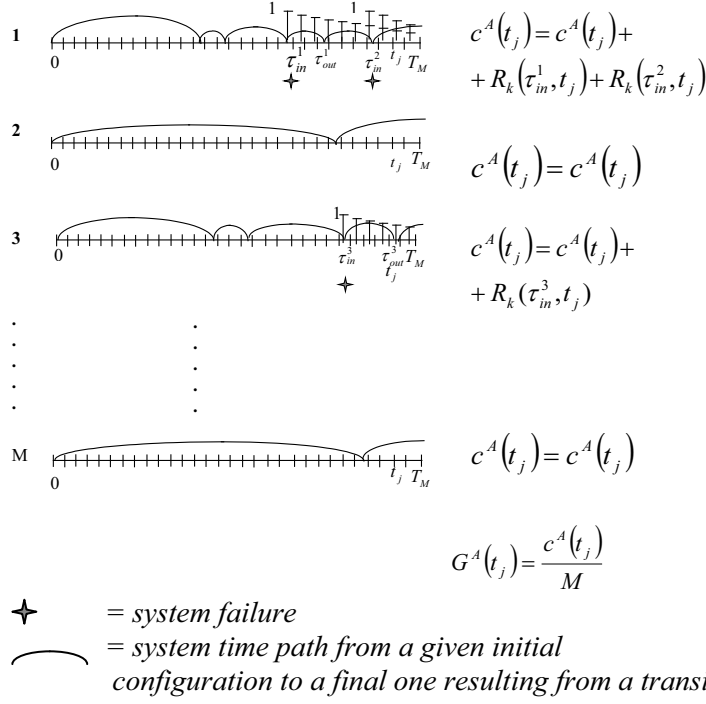 1 1
c^A(t_j) = c^A(t_j) +
+ R_k(τ_in^1, t_j) + R_k(τ_in^2, t_j)
1
0 τ_in^1 τ_out^1 τ_in^2 t_j T_M
2
c^A(t_j) = c^A(t_j)
0 t_j T_M
1
3
c^A(t_j) = c^A(t_j) +
+ R_k(τ_in^3, t_j)
0 τ_in^3 τ_out^3 T_M
t_j
M
c^A(t_j) = c^A(t_j)
0 t_j T_M
G^A(t_j) = c^A(t_j) / M
= system failure
= system time path from a given initial
configuration to a final one resulting from a transi